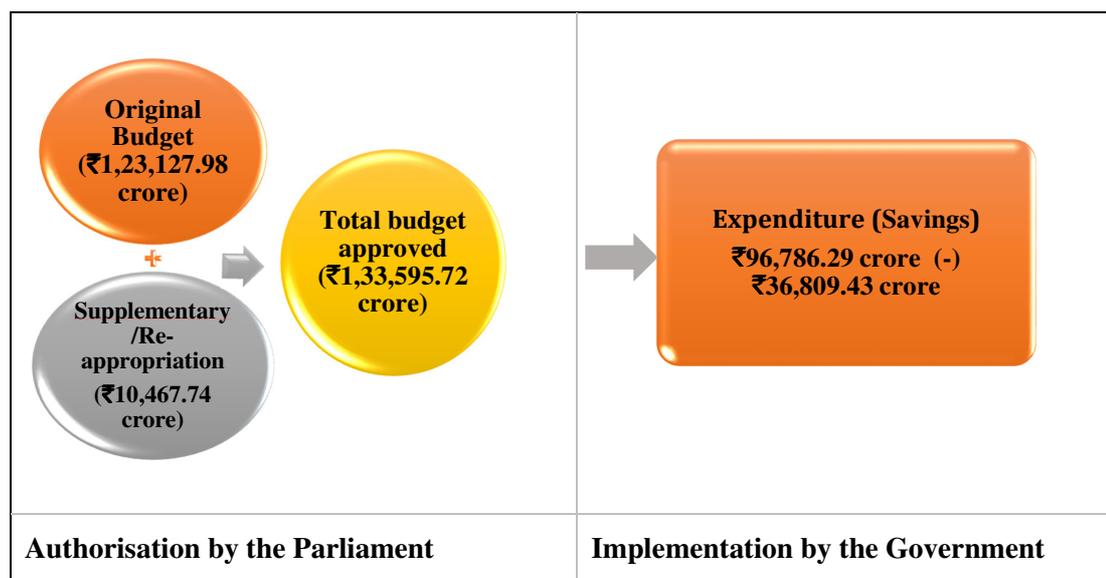 Original
Budget
(₹1,23,127.98
crore)
+
Supplementary
/Re-
appropriation
(₹10,467.74
crore)
Total budget
approved
(₹1,33,595.72
crore)
Expenditure (Savings)
₹96,786.29 crore (-)
₹36,809.43 crore
Authorisation by the Parliament
Implementation by the Government